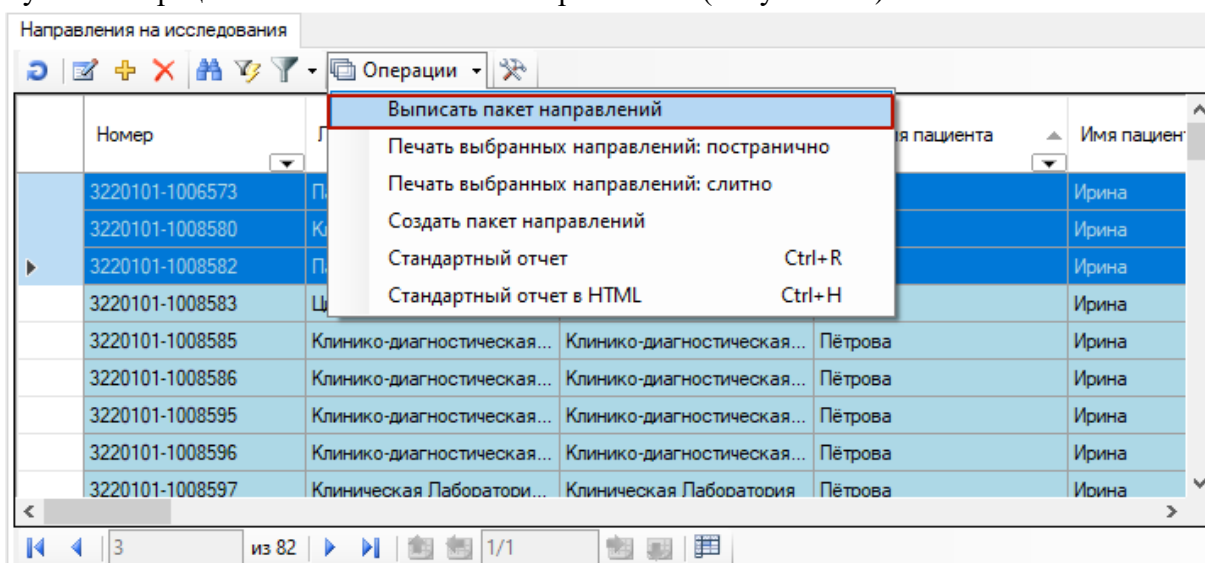 Направления на исследования
Операции
Выписать пакет направлений
Печать выбранных направлений: постранично
Печать выбранных направлений: слитно
Создать пакет направлений
Стандартный отчет Ctrl+R
Стандартный отчет в HTML Ctrl+H
Номер пациента Имя
3220101-1006573 Ирина
3220101-1008580 Ирина
3220101-1008582 Ирина
3220101-1008583 Ирина
3220101-1008585 Клинико-диагностическая... Клинико-диагностическая... Пётрова Ирина
3220101-1008586 Клинико-диагностическая... Клинико-диагностическая... Пётрова Ирина
3220101-1008595 Клинико-диагностическая... Клинико-диагностическая... Пётрова Ирина
3220101-1008596 Клинико-диагностическая... Клинико-диагностическая... Пётрова Ирина
3220101-1008597 Клиническая Лаборатори... Клиническая Лаборатория Пётрова Ирина
3 из 82 1/1